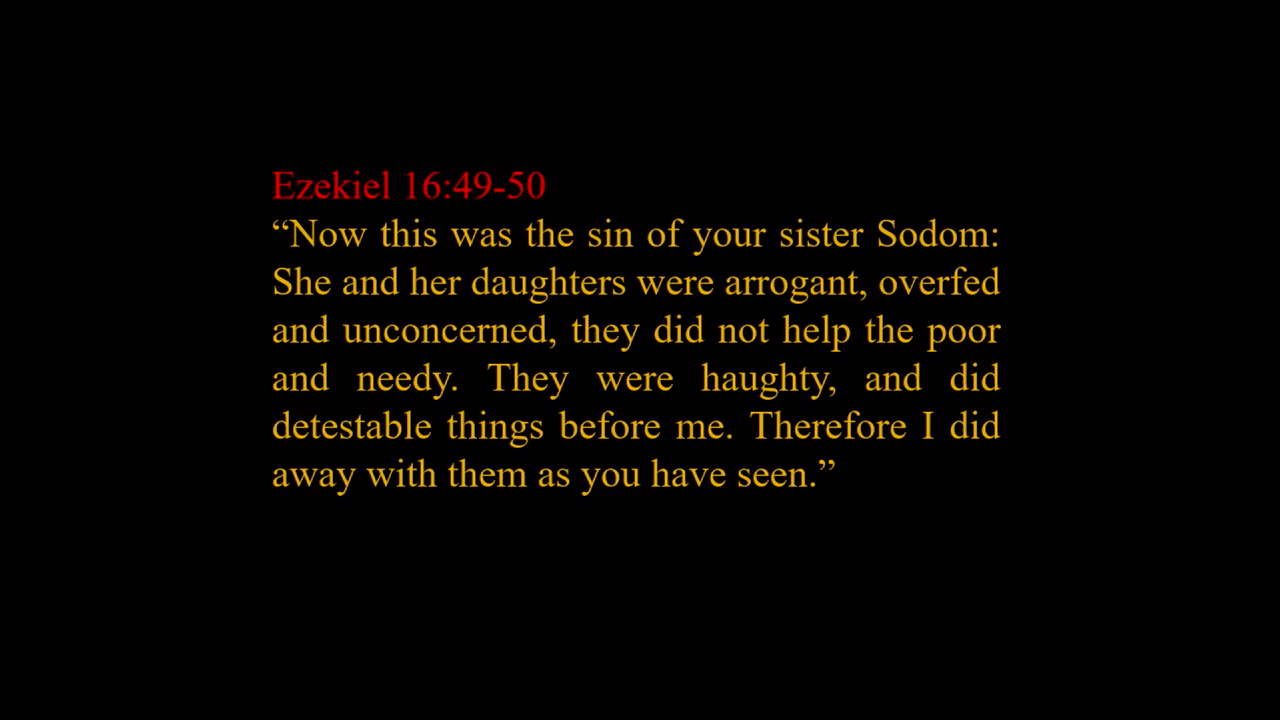 Ezekiel 16:49-50
“Now this was the sin of your sister Sodom:
She and her daughters were arrogant, overfed
and unconcerned, they did not help the poor
and needy. They were haughty, and did
detestable things before me. Therefore I did
away with them as you have seen.”